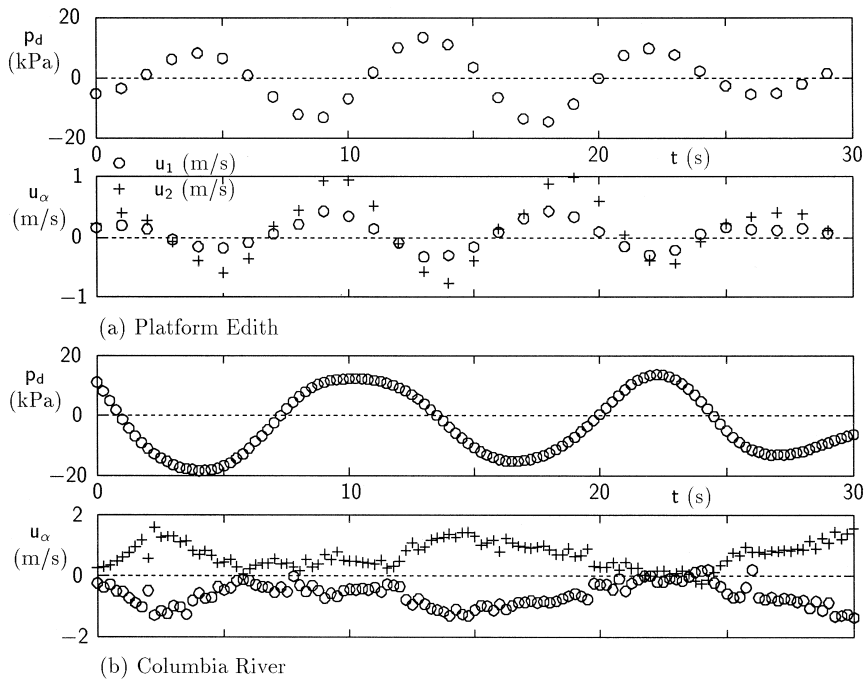 20
p_d
(kPa)
0
−20
0
10
20
t (s)
30
u_1 (m/s)
u_2 (m/s)
1
u_α
(m/s)
0
−1
(a) Platform Edith
20
p_d
(kPa)
0
−20
0
10
20
t (s)
30
2
u_α
(m/s)
0
−2
(b) Columbia River